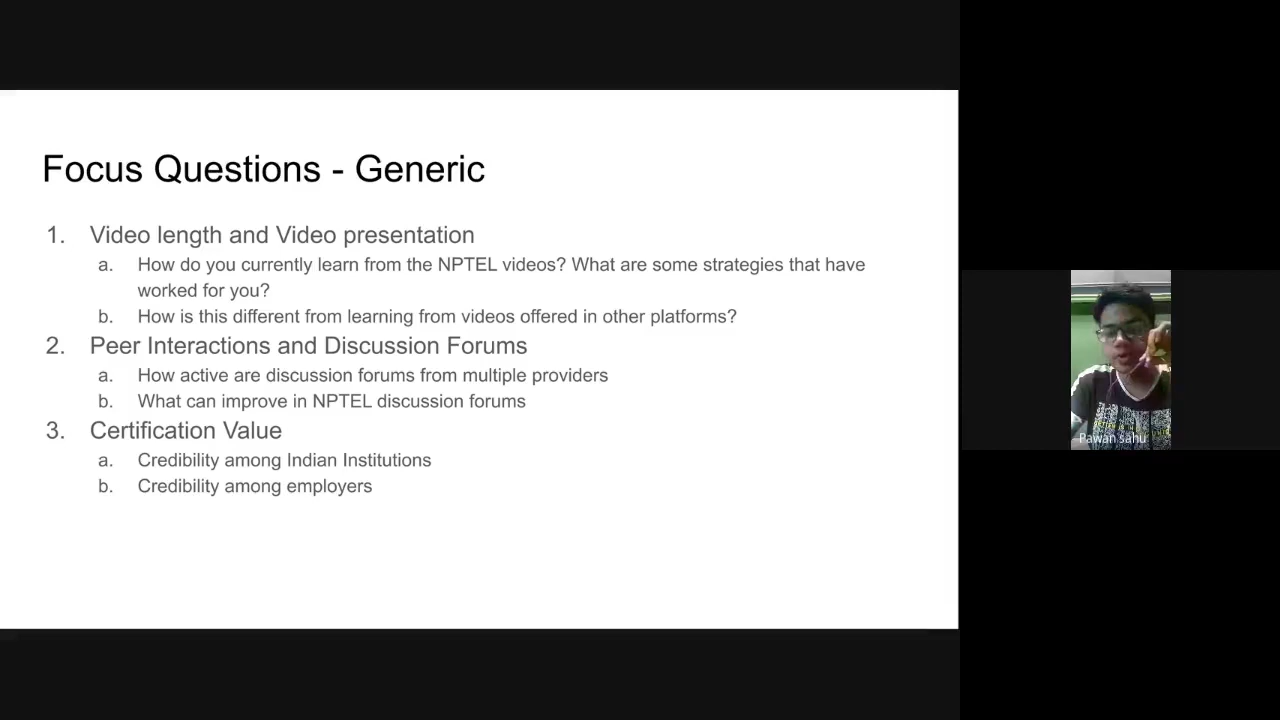 Focus Questions - Generic
1. Video length and Video presentation
a. How do you currently learn from the NPTEL videos? What are some strategies that have
worked for you?
b. How is this different from learning from videos offered in other platforms?
2. Peer Interactions and Discussion Forums
a. How active are discussion forums from multiple providers
b. What can improve in NPTEL discussion forums
3. Certification Value
a. Credibility among Indian Institutions
b. Credibility among employers
Pawan sahu